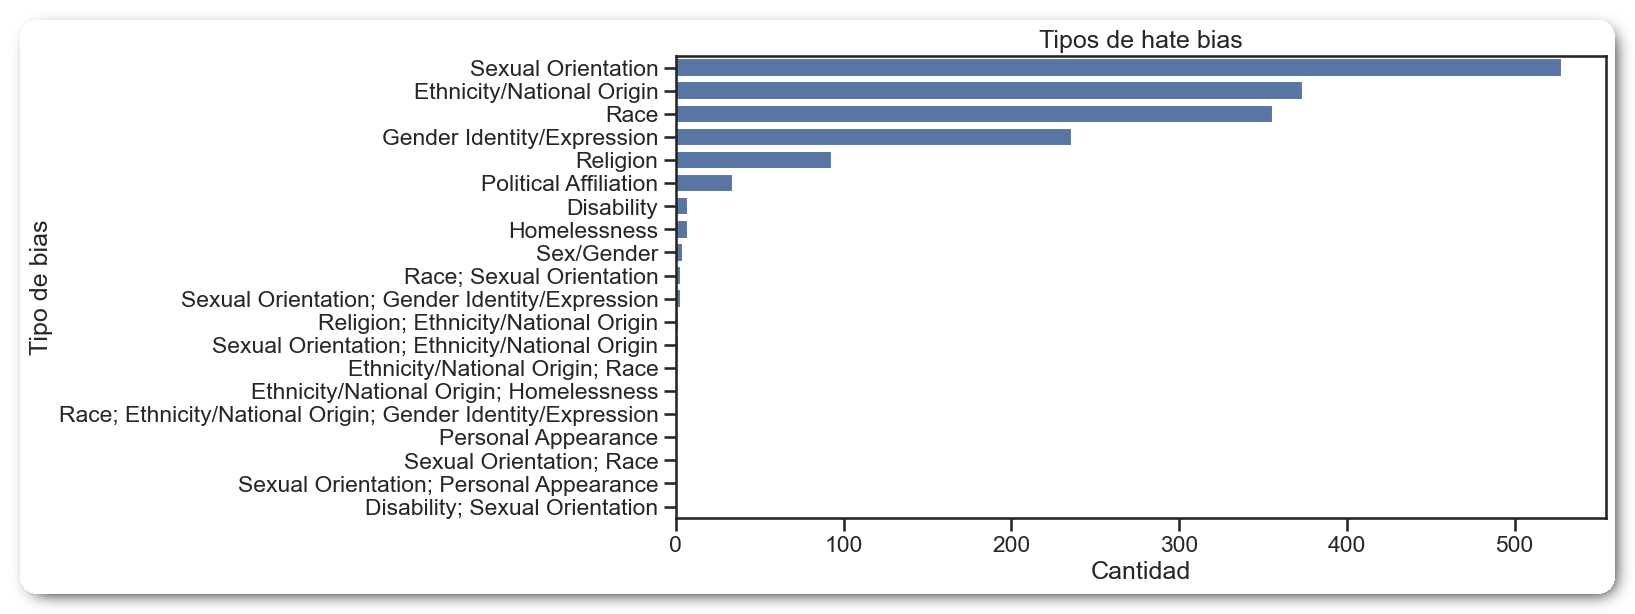 Tipos de hate bias
Tipo de bias
Sexual Orientation
Ethnicity/National Origin
Race
Gender Identity/Expression
Religion
Political Affiliation
Disability
Homelessness
Sex/Gender
Race; Sexual Orientation
Sexual Orientation; Gender Identity/Expression
Religion; Ethnicity/National Origin
Sexual Orientation; Ethnicity/National Origin
Ethnicity/National Origin; Race
Ethnicity/National Origin; Homelessness
Race; Ethnicity/National Origin; Gender Identity/Expression
Personal Appearance
Sexual Orientation; Race
Sexual Orientation; Personal Appearance
Disability; Sexual Orientation
0 100 200 300 400 500
Cantidad